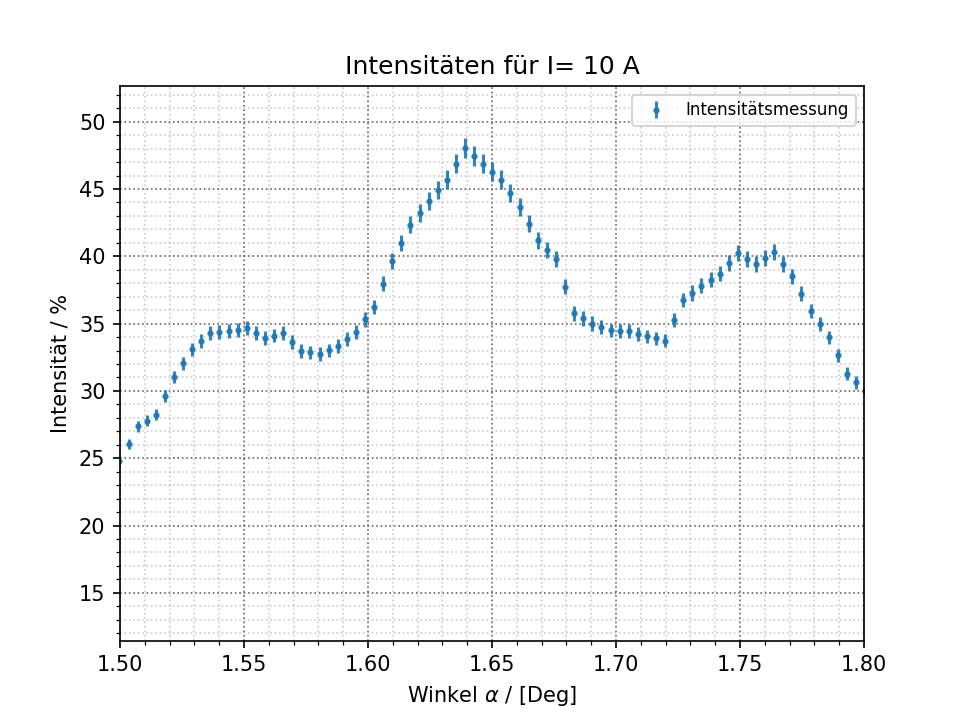 Intensitäten für I= 10 A
Intensitätsmessung
50
45
40
35
30
25
20
15
Intensität / %
1.50 1.55 1.60 1.65 1.70 1.75 1.80
Winkel α / [Deg]